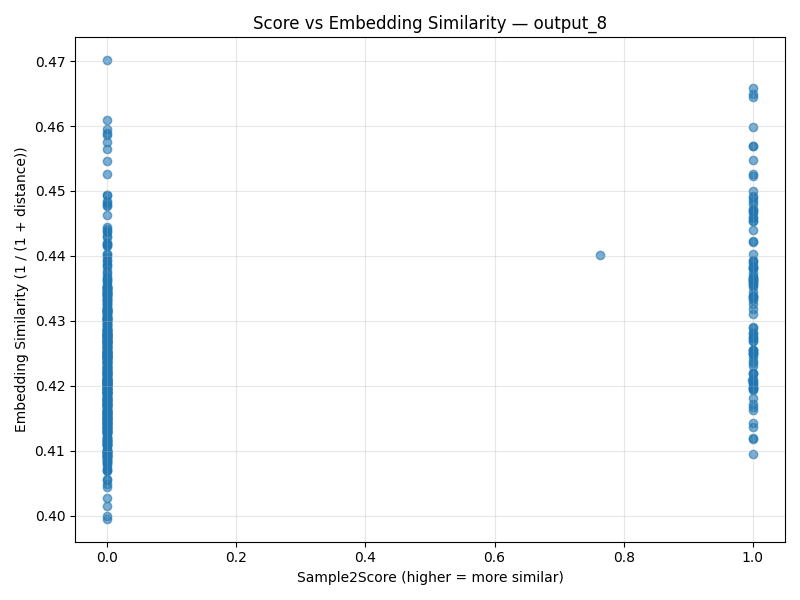 Score vs Embedding Similarity — output_8
Embedding Similarity (1 / (1 + distance))
0.47
0.46
0.45
0.44
0.43
0.42
0.41
0.40
0.0 0.2 0.4 0.6 0.8 1.0
Sample2Score (higher = more similar)